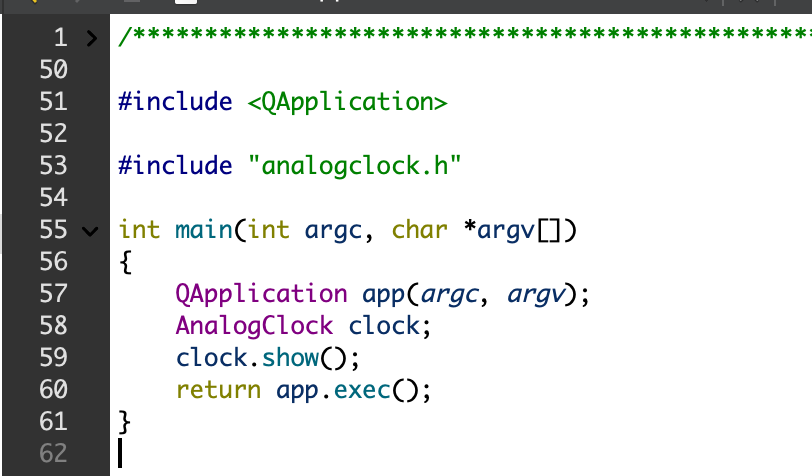 1 /************************************************
50
51 #include <QApplication>
52
53 #include "analogclock.h"
54
55 int main(int argc, char *argv[])
56 {
57     QApplication app(argc, argv);
58     AnalogClock clock;
59     clock.show();
60     return app.exec();
61 }
62